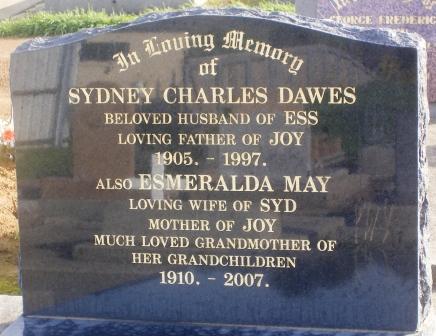 In Loving Memory
of
SYDNEY CHARLES DAWES
BELOVED HUSBAND OF ESS
LOVING FATHER OF JOY
1905. - 1997.
ALSO ESMERALDA MAY
LOVING WIFE OF SYD
MOTHER OF JOY
MUCH LOVED GRANDMOTHER OF
HER GRANDCHILDREN
1910. - 2007.
GEORGE FREDERIC